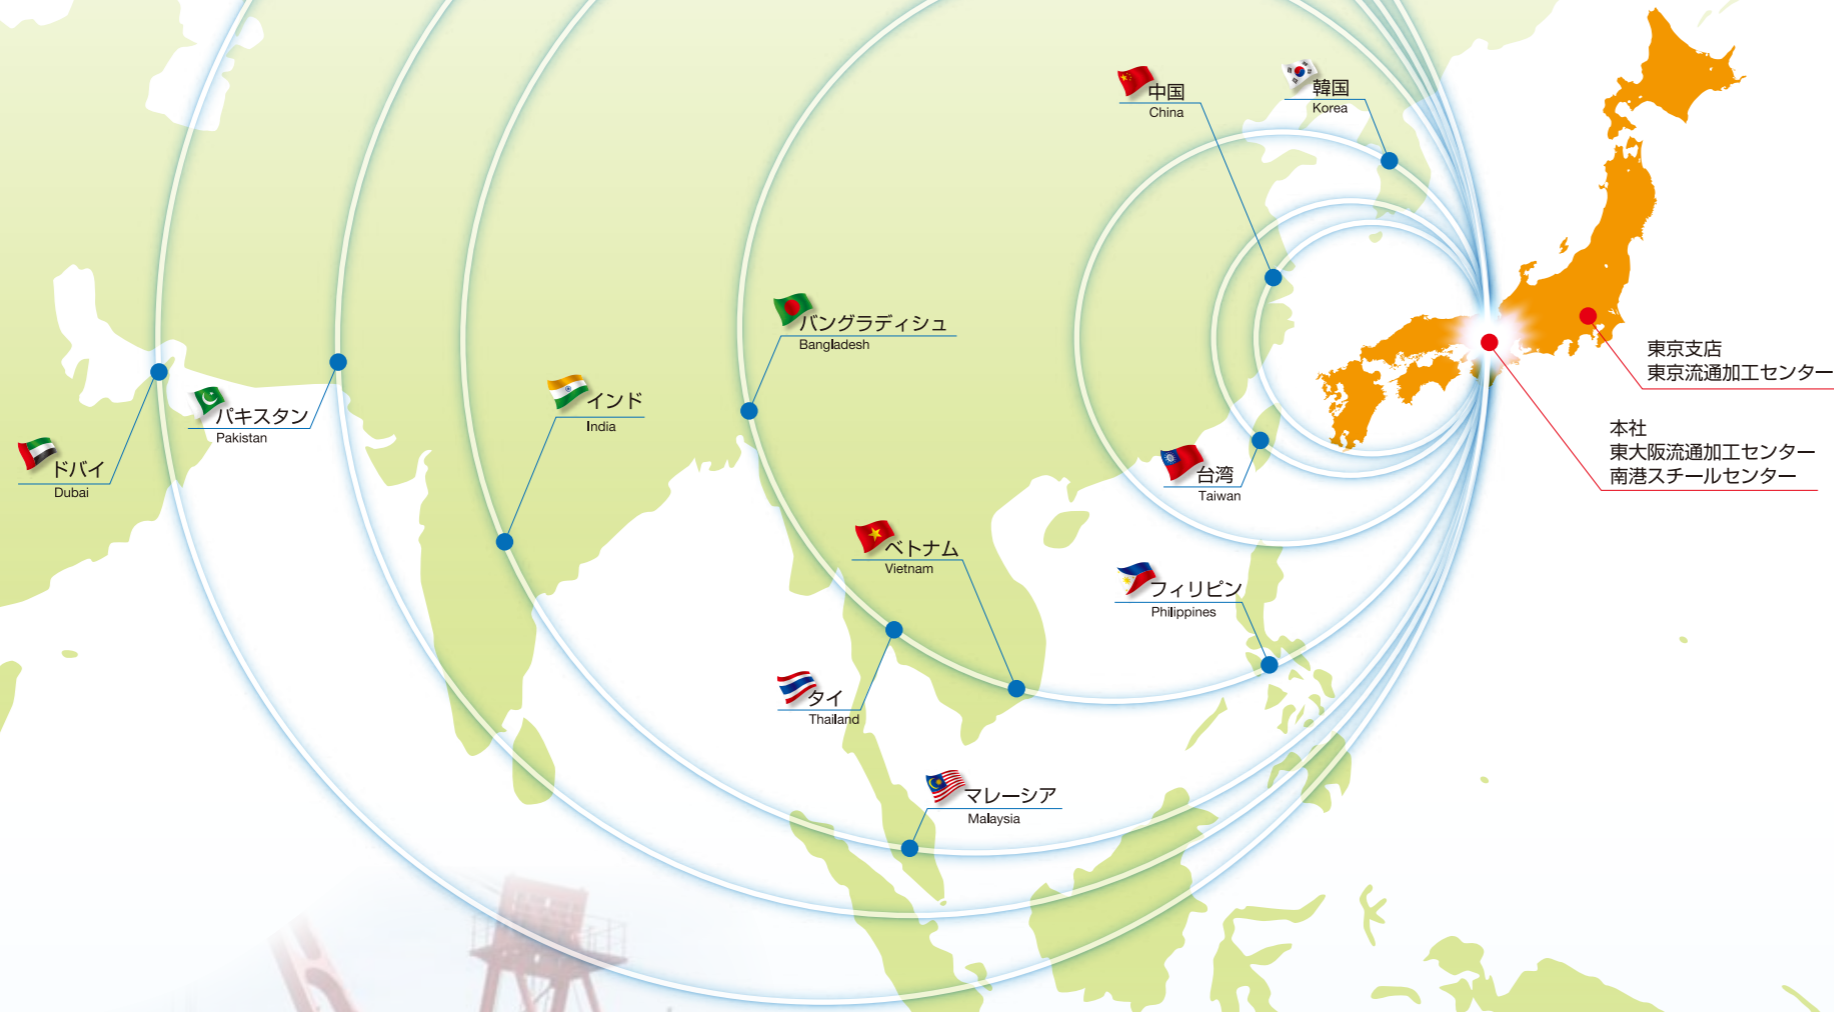 中国
China
韓国
Korea
バングラディシュ
Bangladesh
東京支店
東京流通加工センター
インド
India
パキスタン
Pakistan
本社
東大阪流通加工センター
南港スチールセンター
ドバイ
Dubai
台湾
Taiwan
ベトナム
Vietnam
フィリピン
Philippines
タイ
Thailand
マレーシア
Malaysia